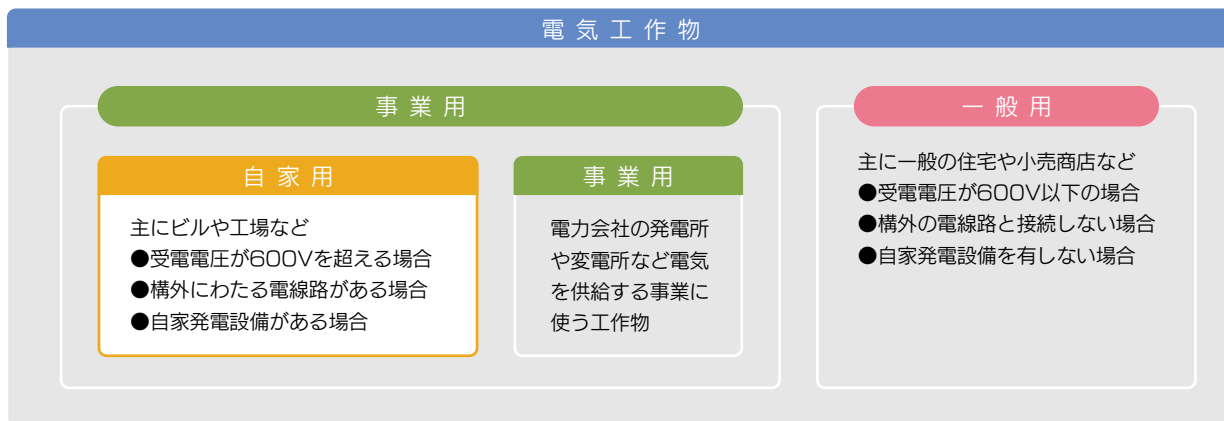 電気工作物
事業用
自家用
主にビルや工場など
●受電電圧が600Vを超える場合
●構外にわたる電線路がある場合
●自家発電設備がある場合
事業用
電力会社の発電所
や変電所など電気
を供給する事業に
使う工作物
一般用
主に一般の住宅や小売商店など
●受電電圧が600V以下の場合
●構外の電線路と接続しない場合
●自家発電設備を有しない場合